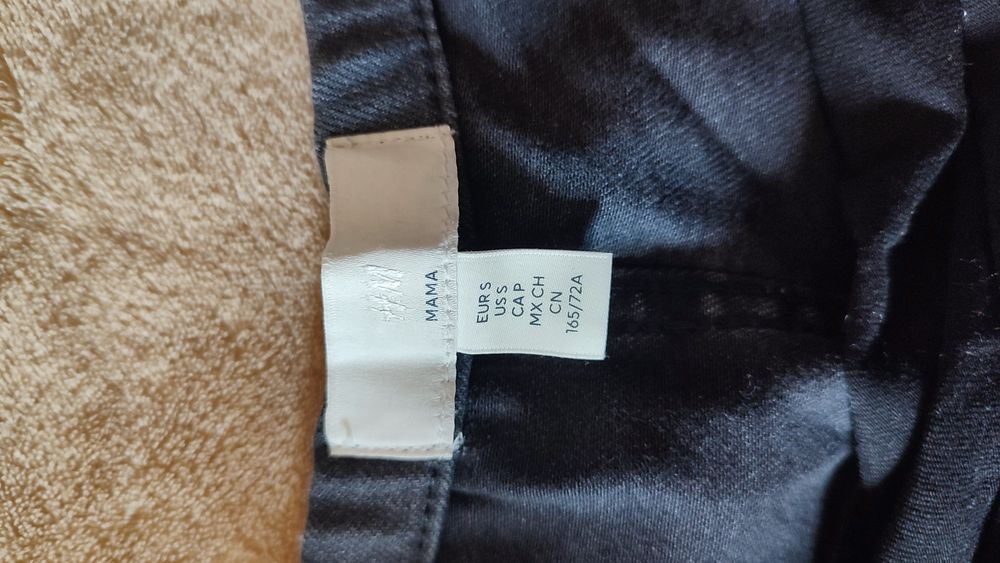 H&M
MAMA
EUR S
US S
CA P
MX CH
CN
165/72A